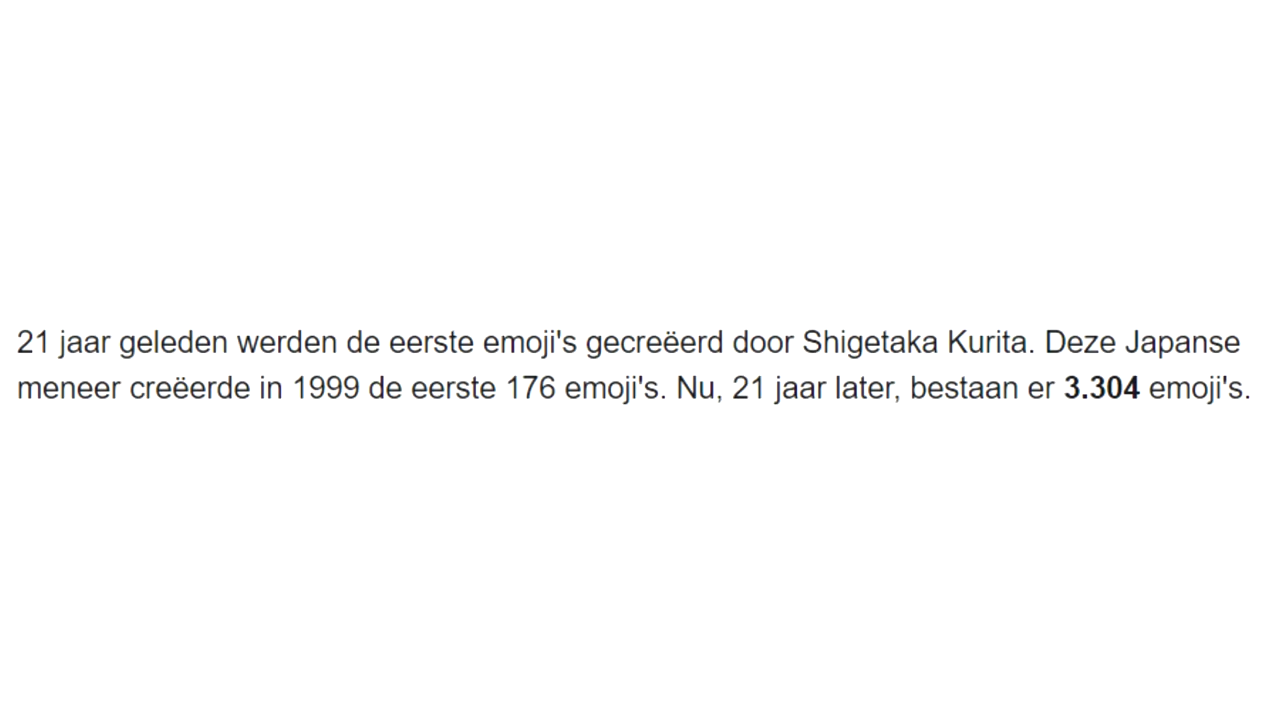 21 jaar geleden werden de eerste emoji's gecreëerd door Shigetaka Kurita. Deze Japanse
meneer creëerde in 1999 de eerste 176 emoji's. Nu, 21 jaar later, bestaan er 3.304 emoji's.